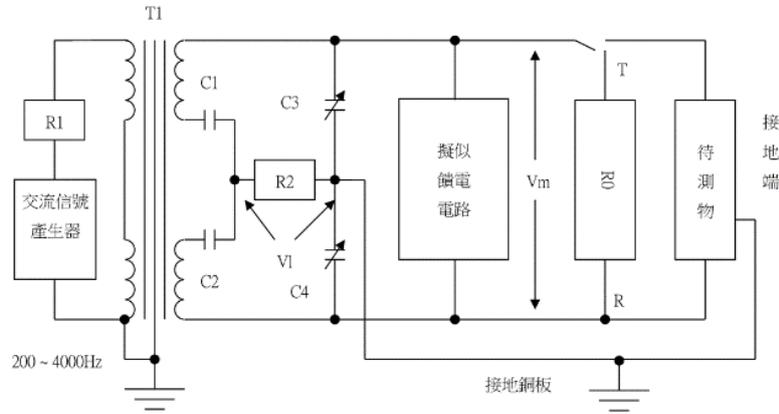 T1
C1
C3
T
R1
R2
擬似
饋電
電路
Vm
R0
待
測
物
接
地
端
交流信號
產生器
Vl
C2
C4
R
200 ~ 4000Hz
接地銅板